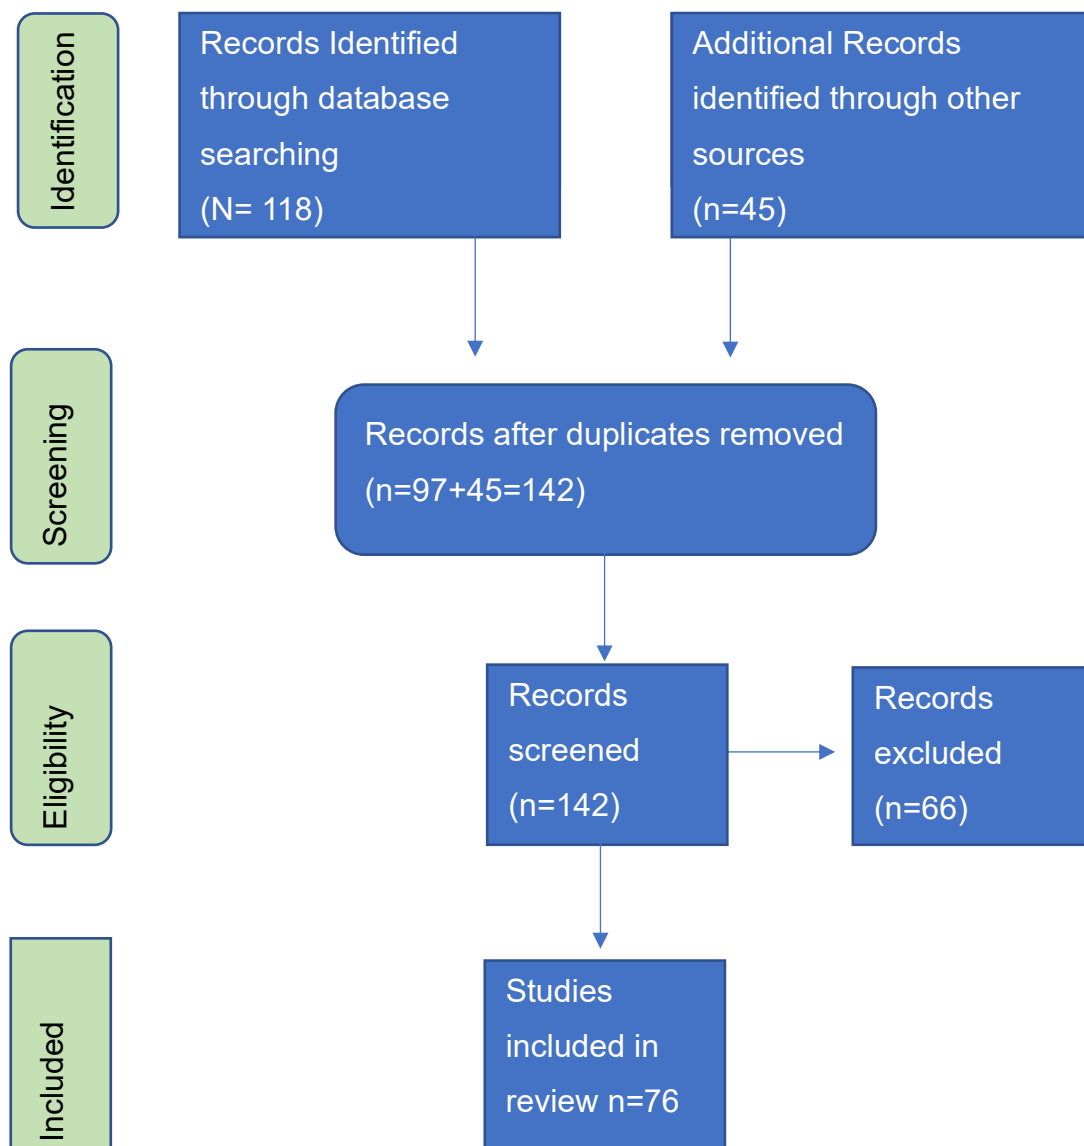 Identification
Records Identified
through database
searching
(N= 118)
Additional Records
identified through other
sources
(n=45)
Screening
Records after duplicates removed
(n=97+45=142)
Eligibility
Records
screened
(n=142)
Records
excluded
(n=66)
Included
Studies
included in
review n=76